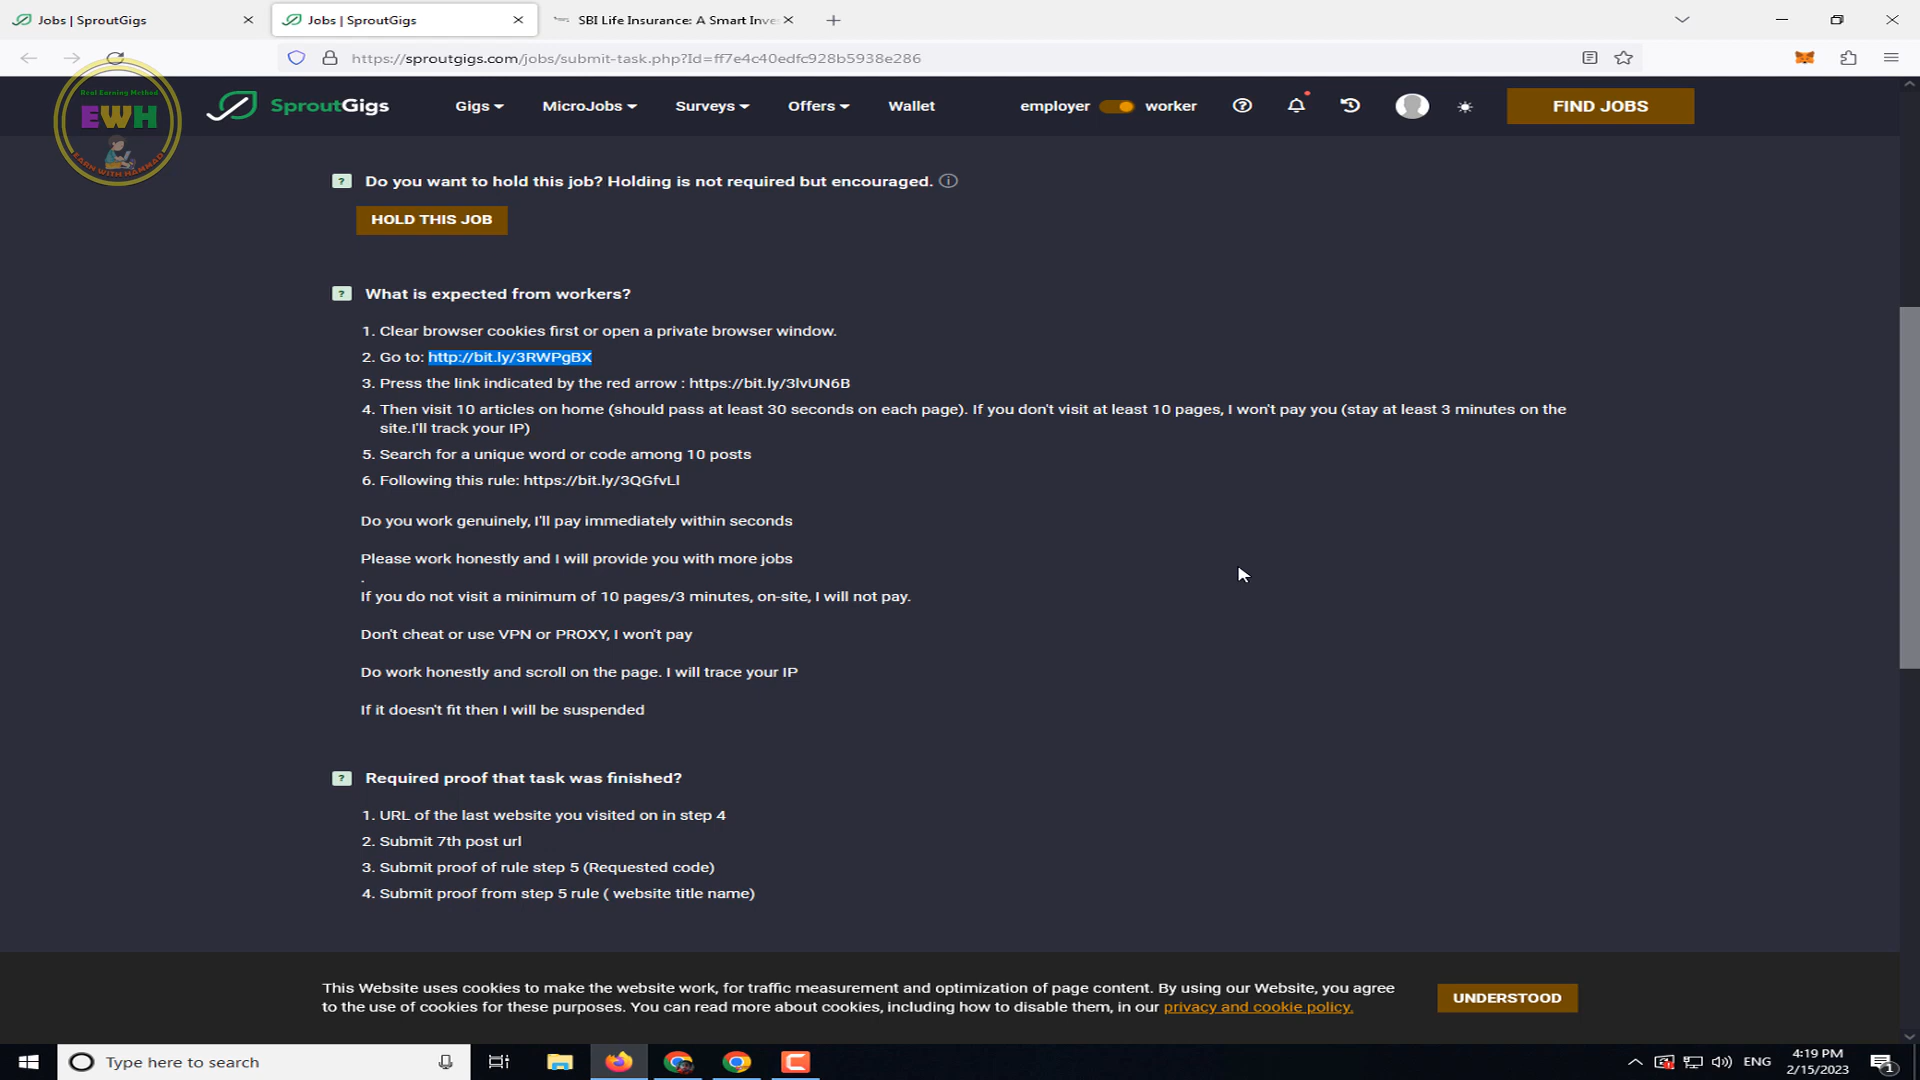 Jobs | SproutGigs
Jobs | SproutGigs
SBI Life Insurance: A Smart Inve
https://sproutgigs.com/jobs/submit-task.php?Id=ff7e4c40edfc928b5938e286
Real Earning Method
EWH
EARN WITH HAMMAD
SproutGigs
Gigs
MicroJobs
Surveys
Offers
Wallet
employer
worker
FIND JOBS
? Do you want to hold this job? Holding is not required but encouraged.
HOLD THIS JOB
? What is expected from workers?
1. Clear browser cookies first or open a private browser window.
2. Go to: http://bit.ly/3RWPgBX
3. Press the link indicated by the red arrow : https://bit.ly/3lvUN6B
4. Then visit 10 articles on home (should pass at least 30 seconds on each page). If you don't visit at least 10 pages, I won't pay you (stay at least 3 minutes on the
site.I'll track your IP)
5. Search for a unique word or code among 10 posts
6. Following this rule: https://bit.ly/3QGfvLl
Do you work genuinely, I'll pay immediately within seconds
Please work honestly and I will provide you with more jobs
.
If you do not visit a minimum of 10 pages/3 minutes, on-site, I will not pay.
Don't cheat or use VPN or PROXY, I won't pay
Do work honestly and scroll on the page. I will trace your IP
If it doesn't fit then I will be suspended
? Required proof that task was finished?
1. URL of the last website you visited on in step 4
2. Submit 7th post url
3. Submit proof of rule step 5 (Requested code)
4. Submit proof from step 5 rule ( website title name)
This Website uses cookies to make the website work, for traffic measurement and optimization of page content. By using our Website, you agree
to the use of cookies for these purposes. You can read more about cookies, including how to disable them, in our privacy and cookie policy.
UNDERSTOOD
Type here to search
ENG
4:19 PM
2/15/2023
1